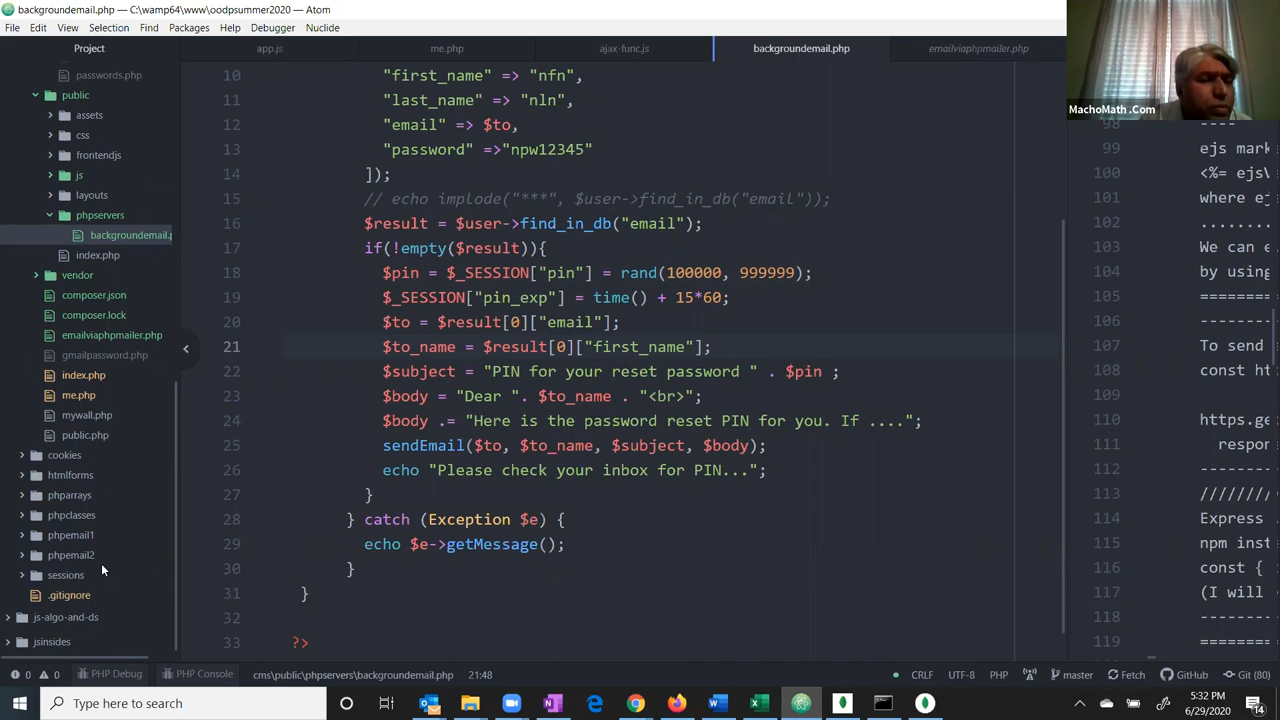 backgroundemail.php — C:\wamp64\www\oodpsummer2020 — Atom
File Edit View Selection Find Packages Help Debugger Nuclide
Project
app.js
me.php
ajax-func.js
backgroundemail.php
emailviaphpmailer.php
passwords.php
public
assets
css
frontendjs
js
layouts
phpservers
backgroundemail.p
index.php
vendor
composer.json
composer.lock
emailviaphpmailer.php
gmailpassword.php
index.php
me.php
mywall.php
public.php
cookies
htmlforms
phparrays
phpclasses
phpemail1
phpemail2
sessions
.gitignore
js-algo-and-ds
jsinsides
10 "first_name" => "nfn",
11 "last_name" => "nln",
12 "email" => $to,
13 "password" =>"npw12345"
14 ]);
15 // echo implode("***", $user->find_in_db("email"));
16 $result = $user->find_in_db("email");
17 if(!empty($result)){
18 $pin = $_SESSION["pin"] = rand(100000, 999999);
19 $_SESSION["pin_exp"] = time() + 15*60;
20 $to = $result[0]["email"];
21 $to_name = $result[0]["first_name"];
22 $subject = "PIN for your reset password " . $pin ;
23 $body = "Dear ". $to_name . "<br>";
24 $body .= "Here is the password reset PIN for you. If ....";
25 sendEmail($to, $to_name, $subject, $body);
26 echo "Please check your inbox for PIN...";
27 }
28 } catch (Exception $e) {
29 echo $e->getMessage();
30 }
31 }
32
33 ?>
MachoMath .Com
98 ----
99 ejs mark
100 <%= ejsV
101 where ej
102 ........
103 We can e
104 by using
105 ========
106 --------
107 To send
108 const ht
109
110 https.ge
111 respon
112 --------
113 ////////
114 Express
115 npm inst
116 const {
117 (I will
118 --------
119 ========
0 0 PHP Debug PHP Console cms\public\phpservers\backgroundemail.php 21:48
CRLF UTF-8 PHP master Fetch GitHub Git (80)
Type here to search
5:32 PM
6/29/2020
14